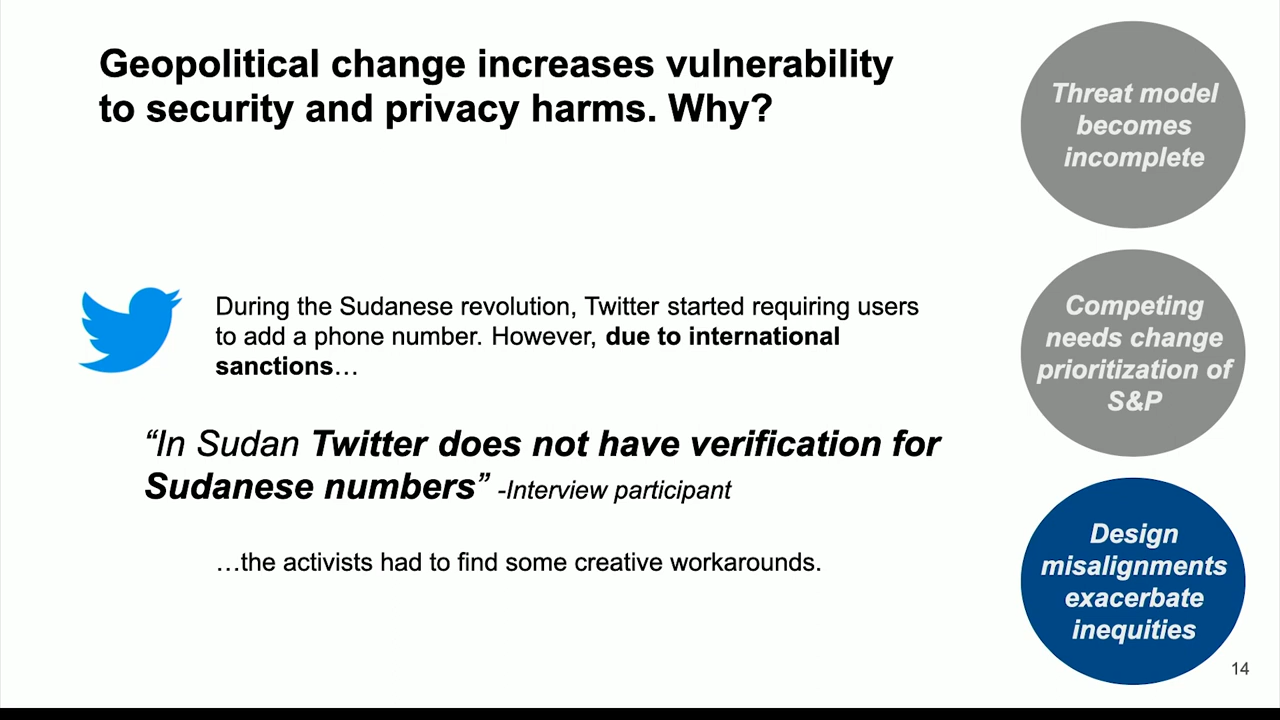 Geopolitical change increases vulnerability
to security and privacy harms. Why?
Threat model
becomes
incomplete
During the Sudanese revolution, Twitter started requiring users
to add a phone number. However, due to international
sanctions…
Competing
needs change
prioritization of
S&P
“In Sudan Twitter does not have verification for
Sudanese numbers” -Interview participant
…the activists had to find some creative workarounds.
Design
misalignments
exacerbate
inequities
14